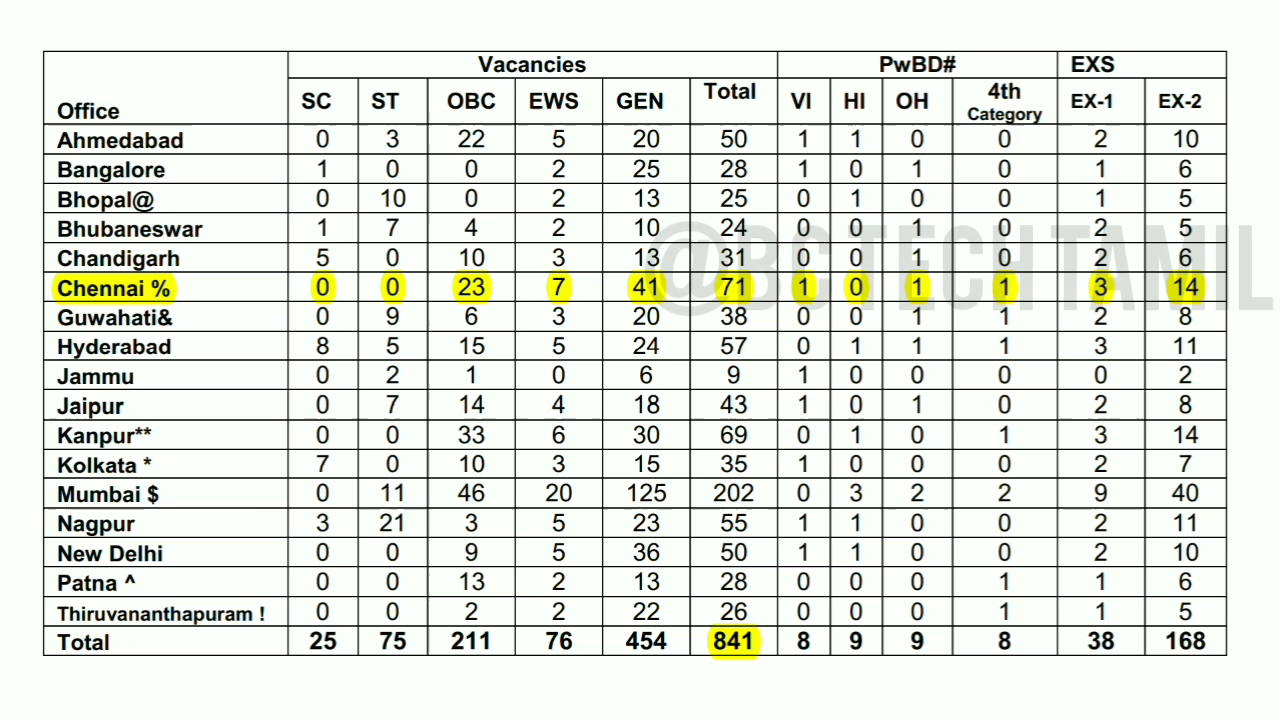 Vacancies PwBD# EXS
Office SC ST OBC EWS GEN Total VI HI OH 4th Category EX-1 EX-2
Ahmedabad 0 3 22 5 20 50 1 1 0 0 2 10
Bangalore 1 0 0 2 25 28 1 0 1 0 1 6
Bhopal@ 0 10 0 2 13 25 0 1 0 0 1 5
Bhubaneswar 1 7 4 2 10 24 0 0 1 0 2 5
Chandigarh 5 0 10 3 13 31 0 0 1 0 2 6
Chennai % 0 0 23 7 41 71 1 0 1 1 3 14
Guwahati& 0 9 6 3 20 38 0 0 1 1 2 8
Hyderabad 8 5 15 5 24 57 0 1 1 1 3 11
Jammu 0 2 1 0 6 9 1 0 0 0 0 2
Jaipur 0 7 14 4 18 43 1 0 1 0 2 8
Kanpur** 0 0 33 6 30 69 0 1 0 1 3 14
Kolkata * 7 0 10 3 15 35 1 0 0 0 2 7
Mumbai $ 0 11 46 20 125 202 0 3 2 2 9 40
Nagpur 3 21 3 5 23 55 1 1 0 0 2 11
New Delhi 0 0 9 5 36 50 1 1 0 0 2 10
Patna ^ 0 0 13 2 13 28 0 0 0 1 1 6
Thiruvananthapuram ! 0 0 2 2 22 26 0 0 0 1 1 5
Total 25 75 211 76 454 841 8 9 9 8 38 168
@BC TECH TAMIL